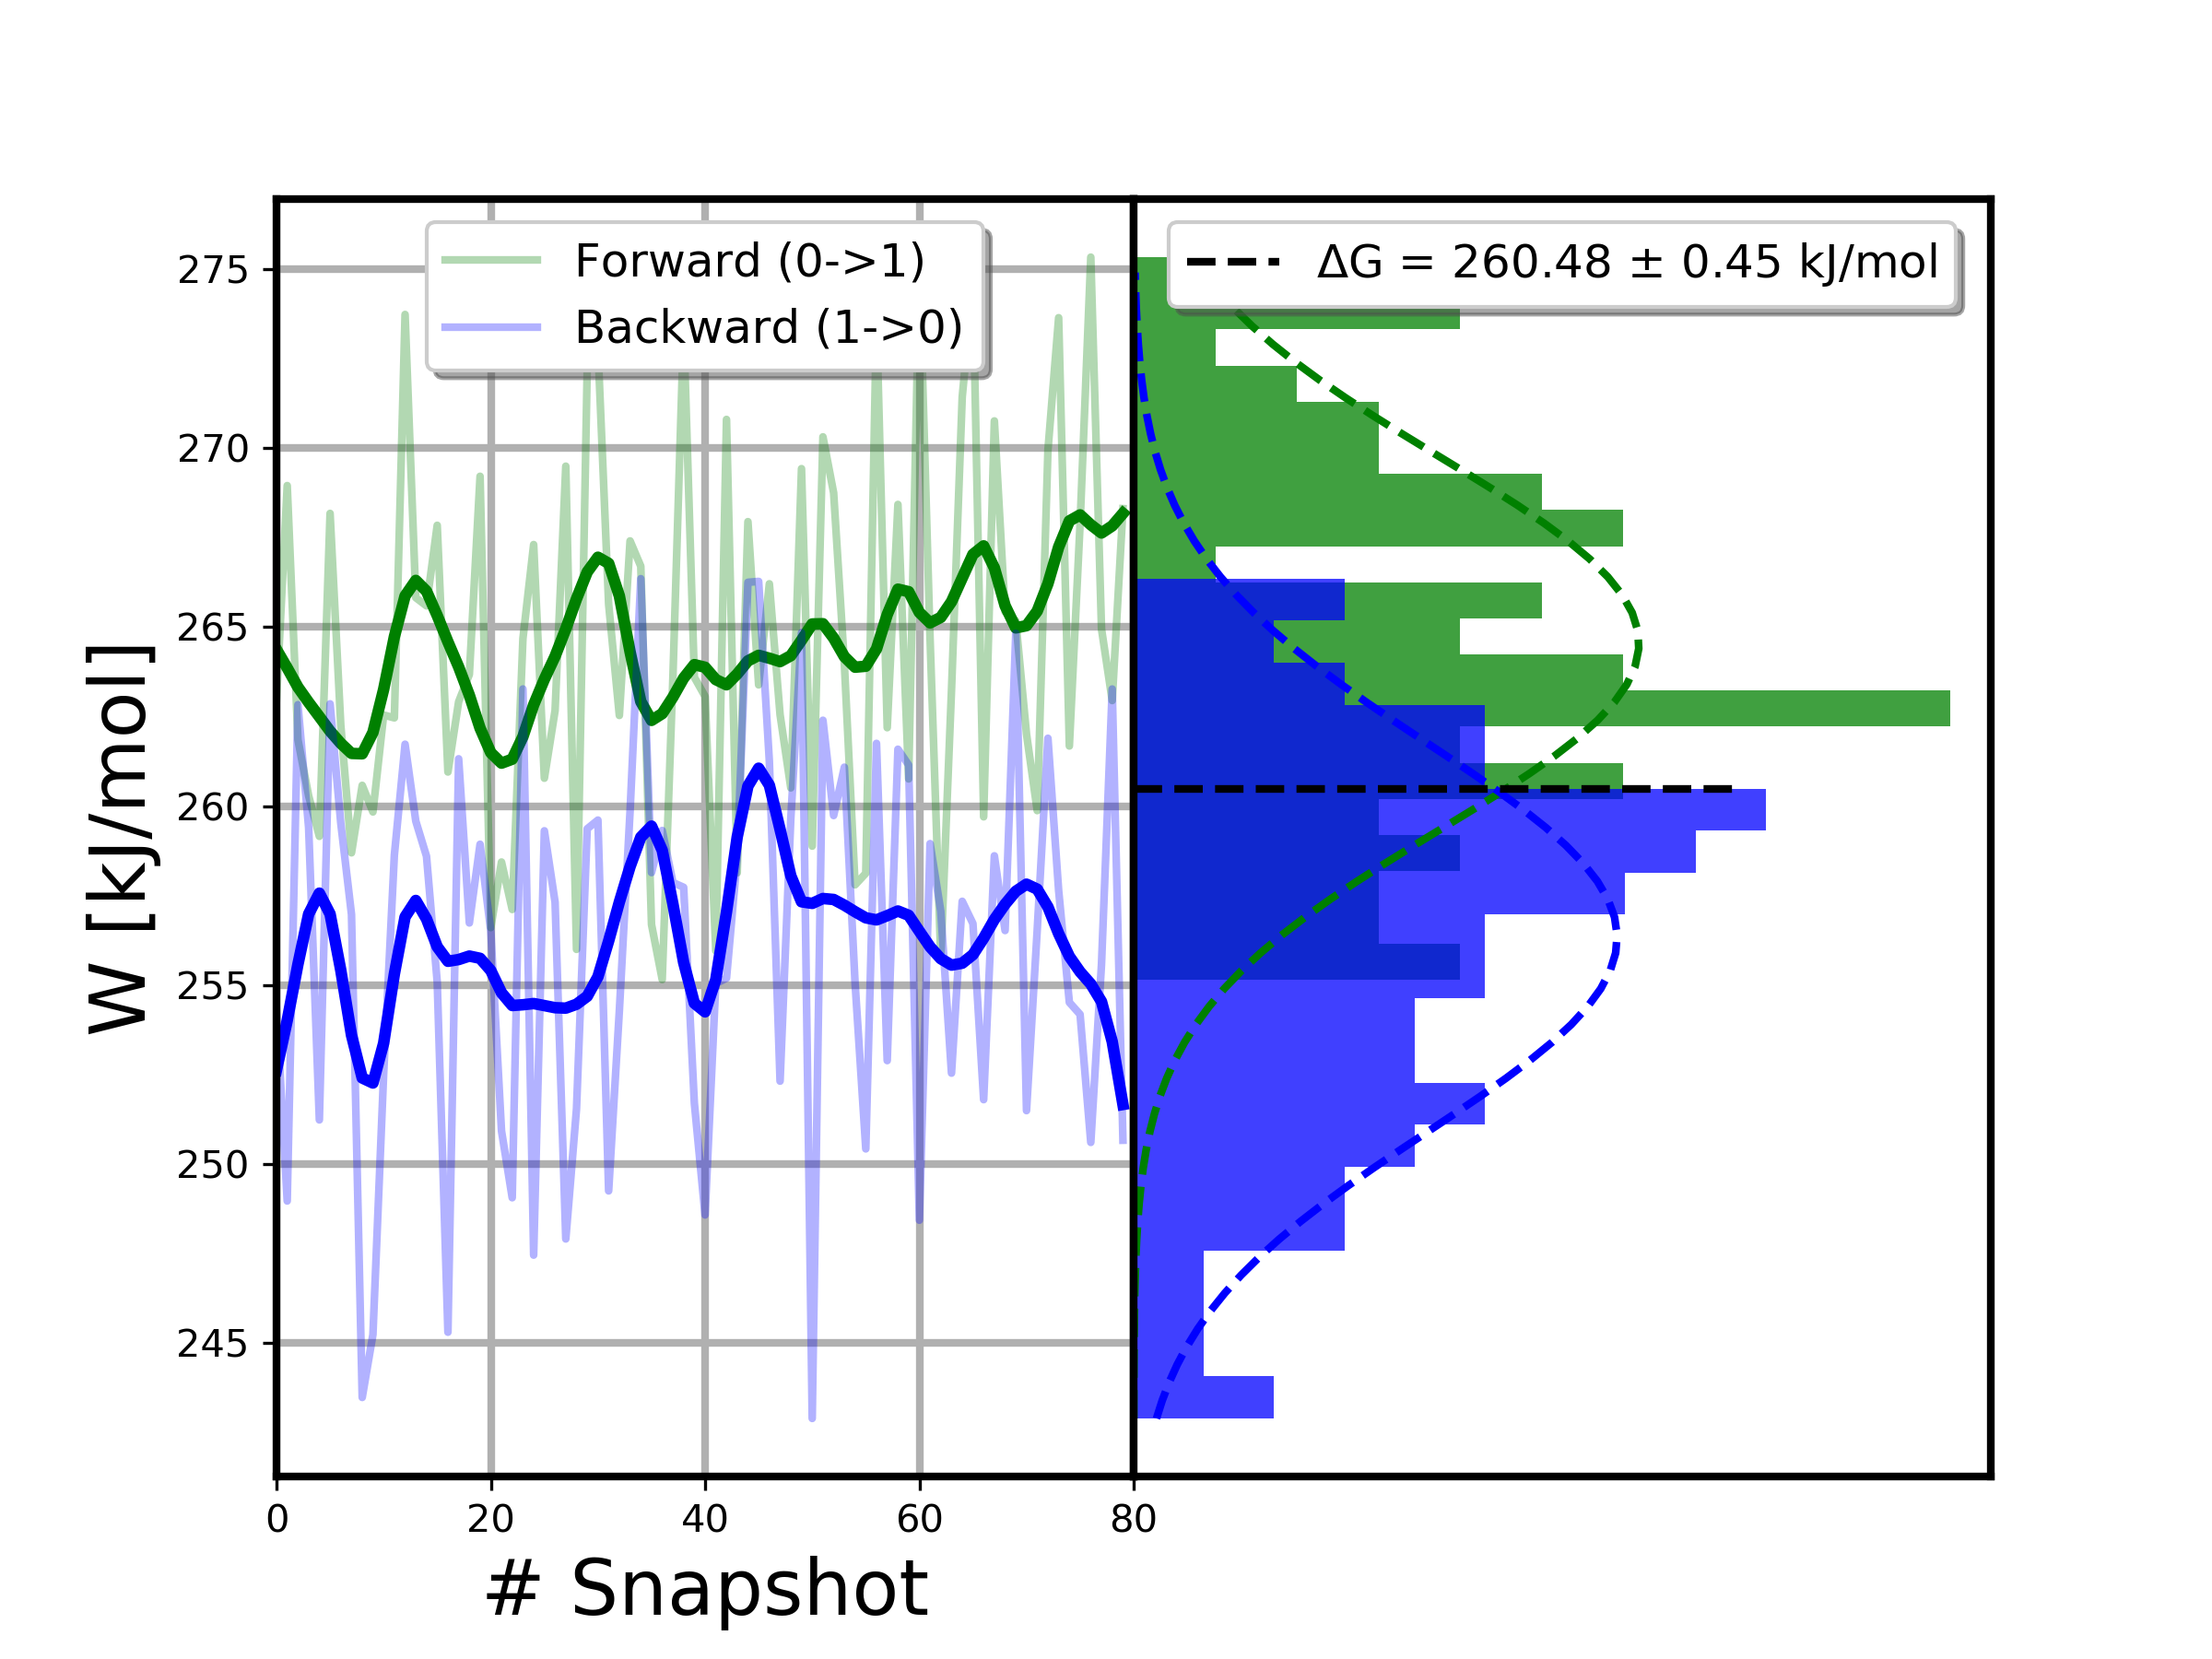 Forward (0->1)
Backward (1->0)
ΔG = 260.48 ± 0.45 kJ/mol
275
270
265
260
255
250
245
W [kJ/mol]
0
20
40
60
80
# Snapshot